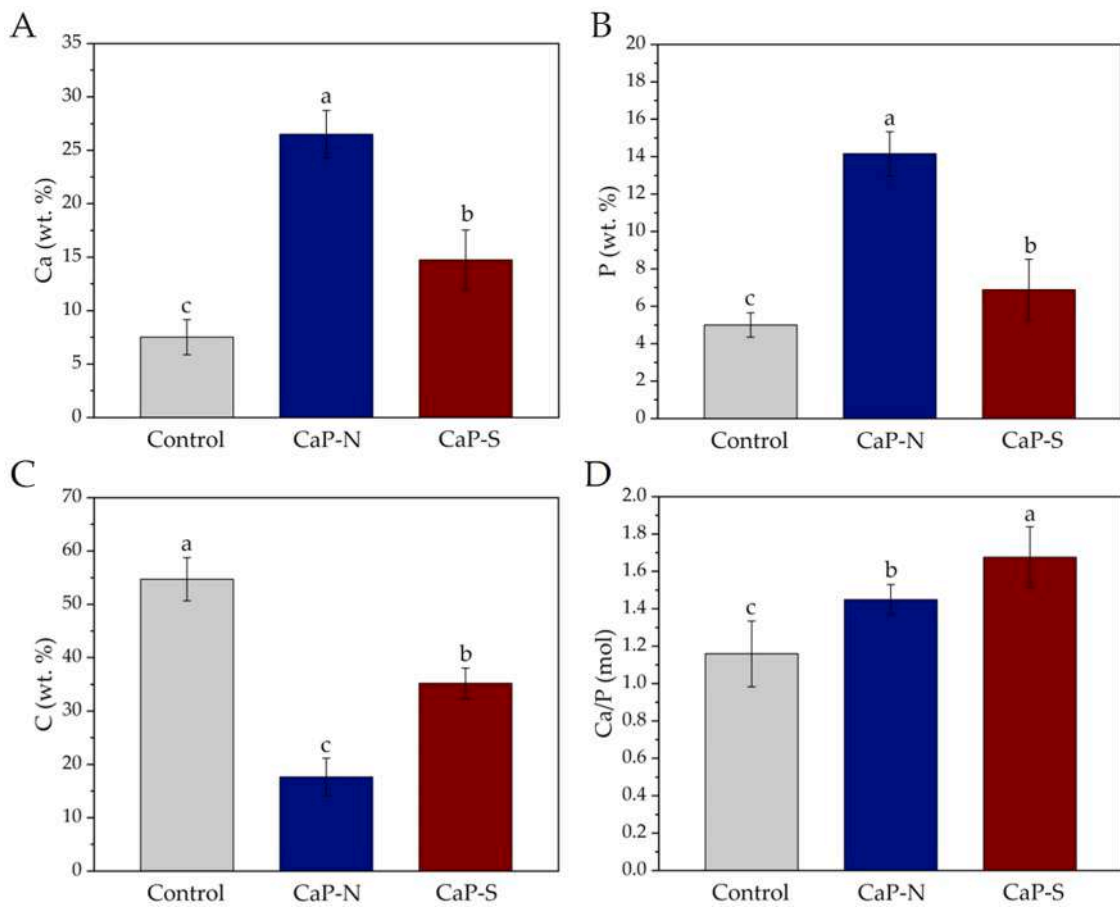 A
Ca (wt. %)
35
30
25
20
15
10
5
0
c
a
b
Control CaP-N CaP-S
B
P (wt. %)
20
18
16
14
12
10
8
6
4
2
0
c
a
b
Control CaP-N CaP-S
C
C (wt. %)
70
60
50
40
30
20
10
0
a
c
b
Control CaP-N CaP-S
D
Ca/P (mol)
2.0
1.8
1.6
1.4
1.2
1.0
0.8
0.6
0.4
0.2
0.0
c
b
a
Control CaP-N CaP-S